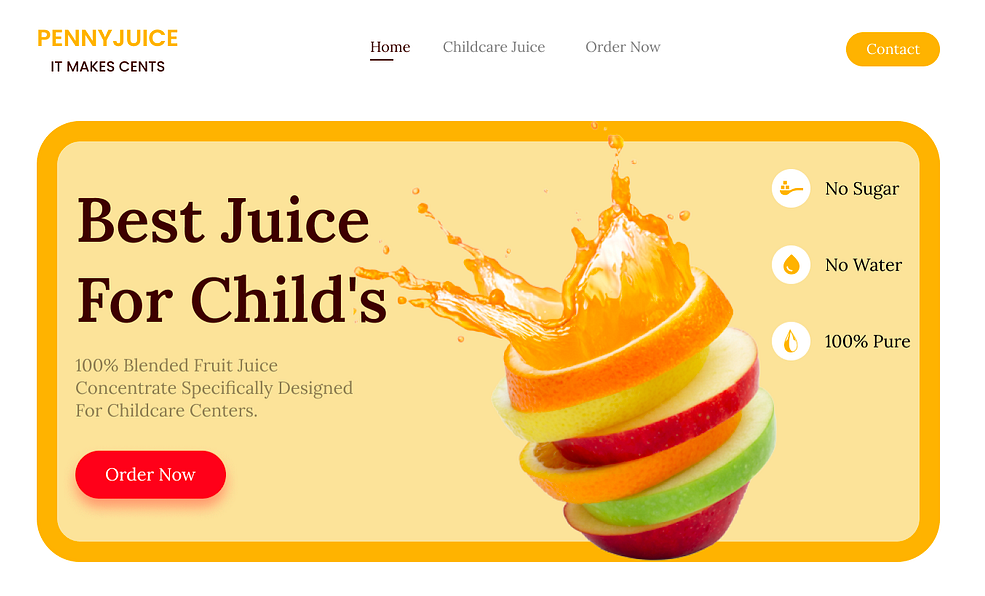 PENNYJUICE
IT MAKES CENTS
Home
Childcare Juice
Order Now
Contact
Best Juice
For Child's
100% Blended Fruit Juice
Concentrate Specifically Designed
For Childcare Centers.
Order Now
No Sugar
No Water
100% Pure